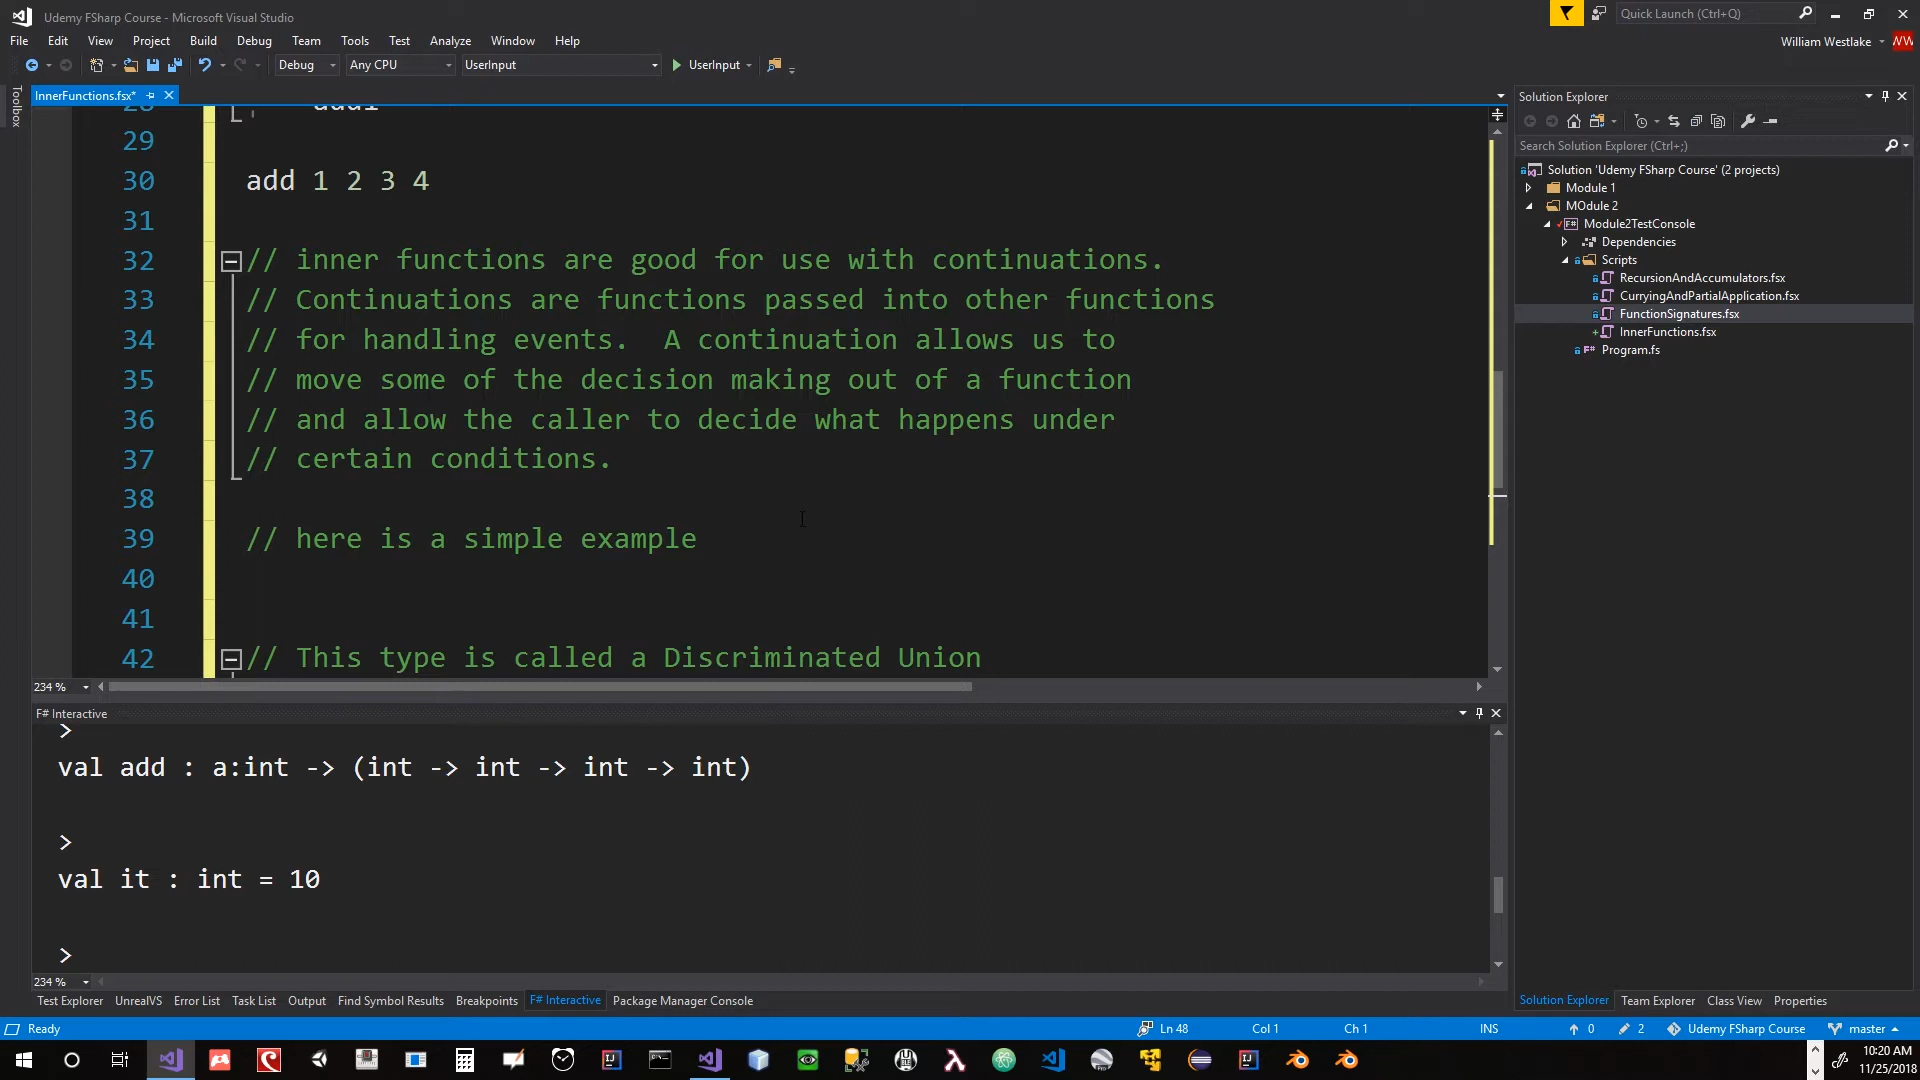 Udemy FSharp Course - Microsoft Visual Studio
Quick Launch (Ctrl+Q)
File Edit View Project Build Debug Team Tools Test Analyze Window Help
William Westlake WW
Debug Any CPU UserInput UserInput
Toolbox
InnerFunctions.fsx*
Solution Explorer
29
30 add 1 2 3 4
31
32 // inner functions are good for use with continuations.
33 // Continuations are functions passed into other functions
34 // for handling events.  A continuation allows us to
35 // move some of the decision making out of a function
36 // and allow the caller to decide what happens under
37 // certain conditions.
38
39 // here is a simple example
40
41
42 // This type is called a Discriminated Union
234 %
Search Solution Explorer (Ctrl+;)
Solution 'Udemy FSharp Course' (2 projects)
Module 1
MOdule 2
Module2TestConsole
Dependencies
Scripts
RecursionAndAccumulators.fsx
CurryingAndPartialApplication.fsx
FunctionSignatures.fsx
InnerFunctions.fsx
Program.fs
F# Interactive
>
val add : a:int -> (int -> int -> int -> int)
>
val it : int = 10
>
234 %
Test Explorer UnrealVS Error List Task List Output Find Symbol Results Breakpoints F# Interactive Package Manager Console
Solution Explorer Team Explorer Class View Properties
Ready Ln 48 Col 1 Ch 1 INS 0 2 Udemy FSharp Course master
10:20 AM
11/25/2018